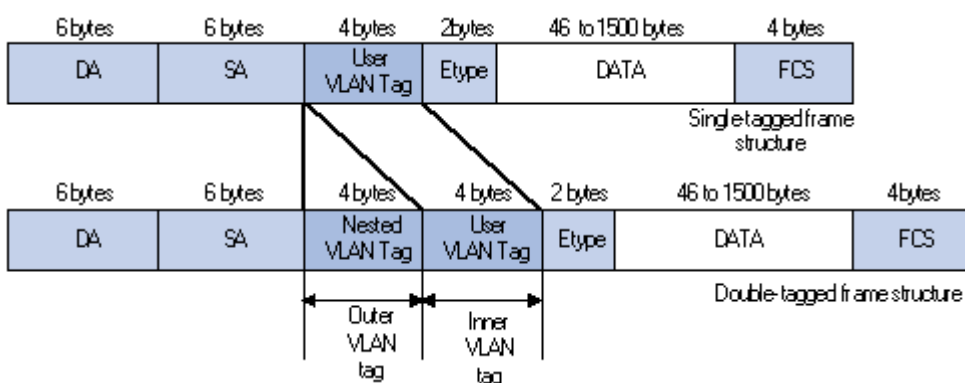 6 bytes 6 bytes 4 bytes 2bytes 46 to 1500 bytes 4 bytes
DA SA User VLAN Tag Etype DATA FCS
Single-tagged frame
structure
6 bytes 6 bytes 4 bytes 4 bytes 2 bytes 46 to 1500 bytes 4bytes
DA SA Nested VLAN Tag User VLAN Tag Etype DATA FCS
Double-tagged frame structure
Outer VLAN tag
Inner VLAN tag